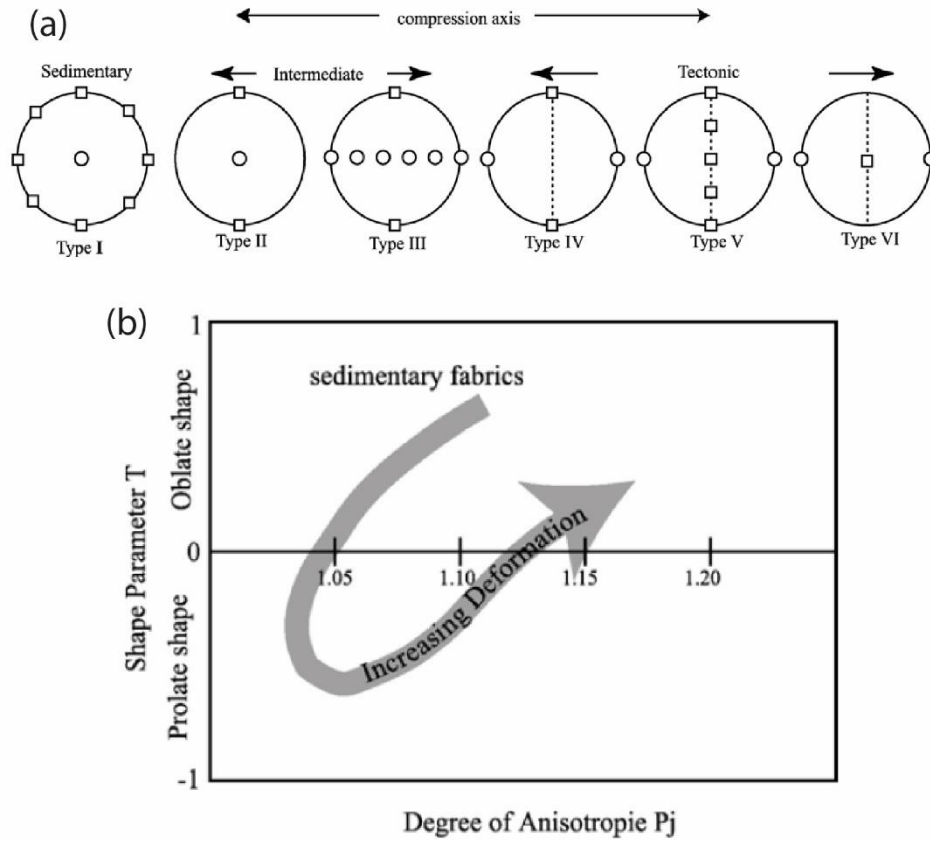 (a)
compression axis
Sedimentary
Intermediate
Tectonic
Type I
Type II
Type III
Type IV
Type V
Type VI
(b)
1
sedimentary fabrics
Oblate shape
Shape Parameter T
0
1.05
1.10
1.15
1.20
Increasing Deformation
Prolate shape
-1
Degree of Anisotropie Pj